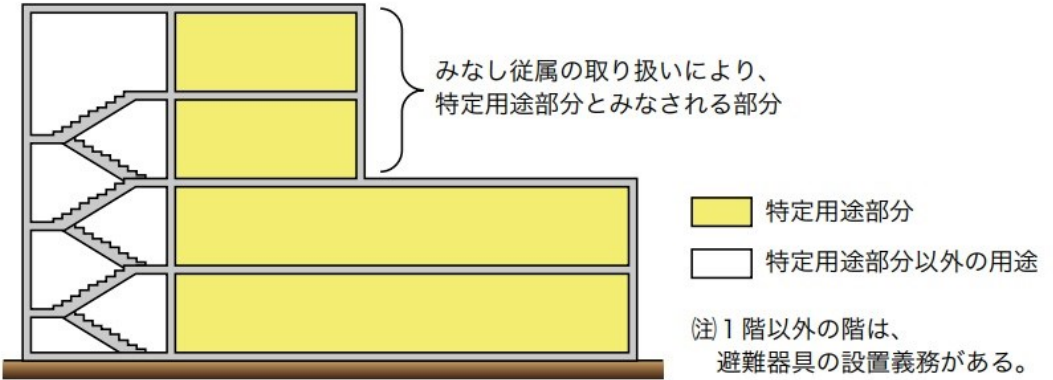 みなし従属の取り扱いにより、
特定用途部分とみなされる部分
特定用途部分
特定用途部分以外の用途
㊟1階以外の階は、
避難器具の設置義務がある。